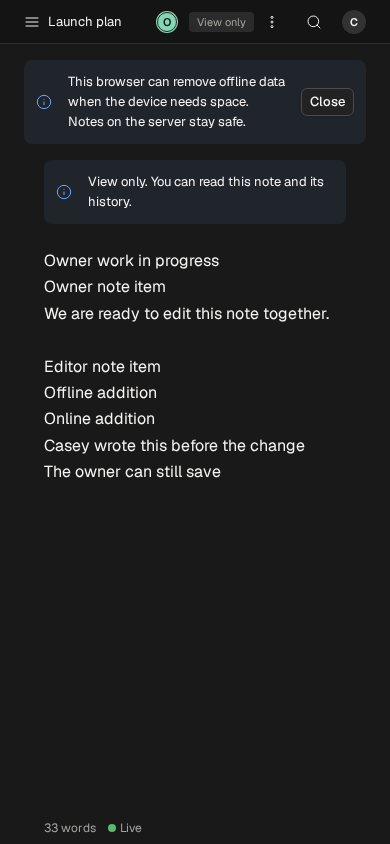 Launch plan O View only C
This browser can remove offline data
when the device needs space.
Notes on the server stay safe.
Close
View only. You can read this note and its
history.
Owner work in progress
Owner note item
We are ready to edit this note together.
Editor note item
Offline addition
Online addition
Casey wrote this before the change
The owner can still save
33 words Live